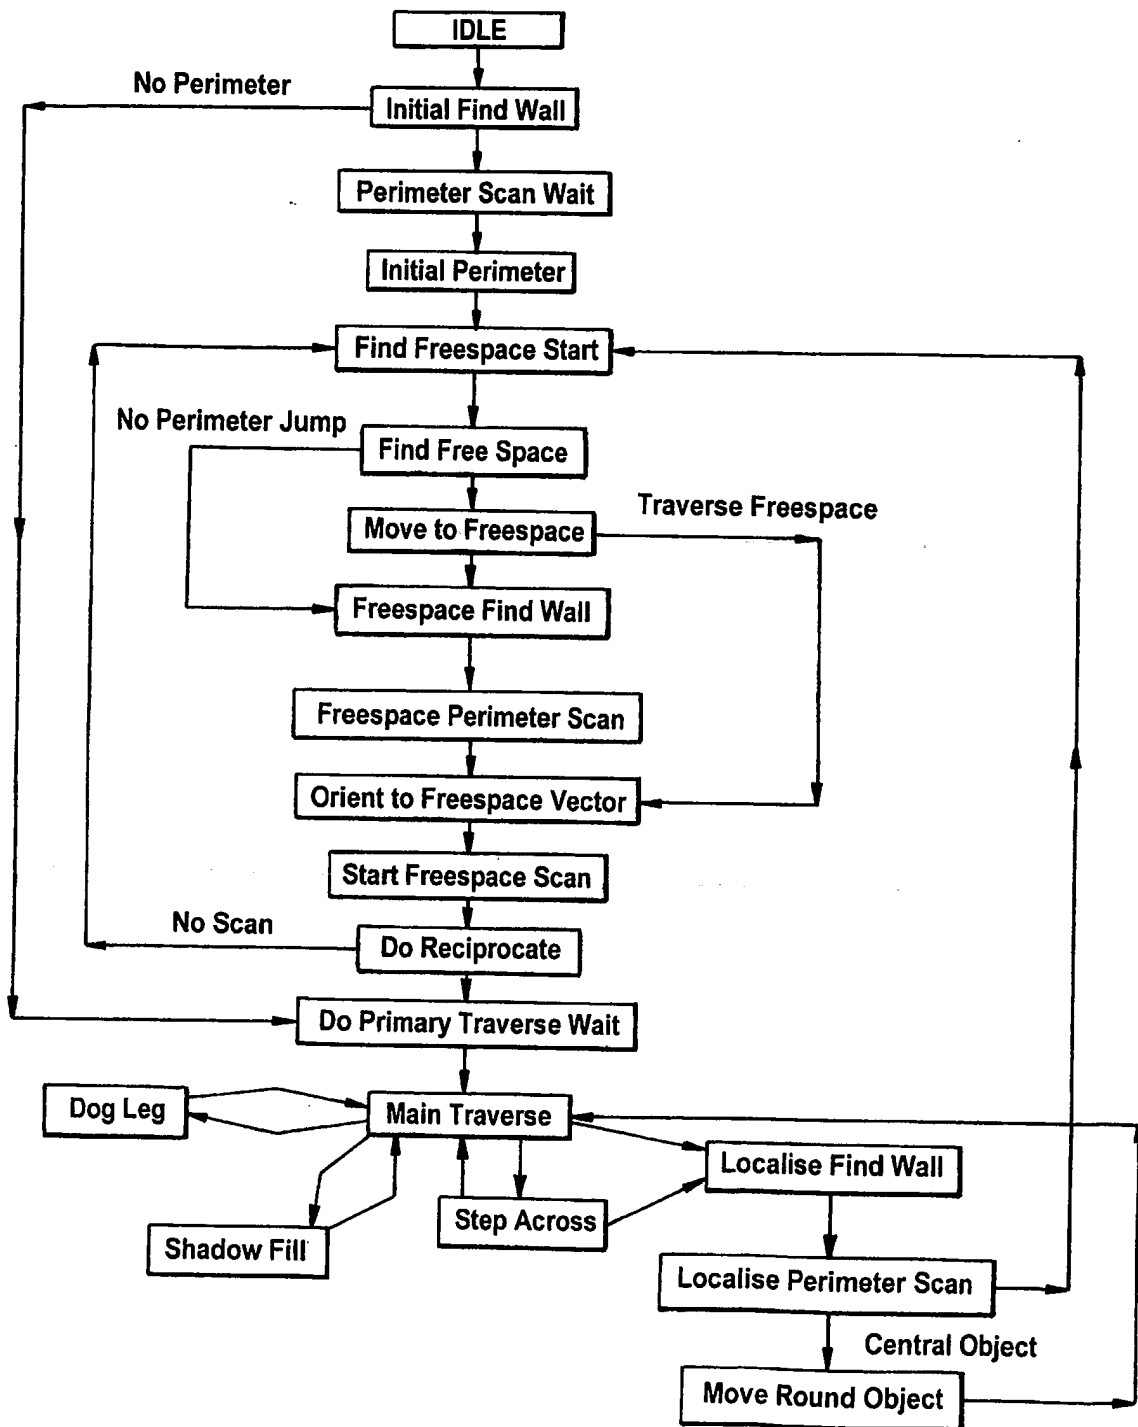 IDLE
No Perimeter
Initial Find Wall
Perimeter Scan Wait
Initial Perimeter
Find Freespace Start
No Perimeter Jump
Find Free Space
Traverse Freespace
Move to Freespace
Freespace Find Wall
Freespace Perimeter Scan
Orient to Freespace Vector
Start Freespace Scan
No Scan
Do Reciprocate
Do Primary Traverse Wait
Dog Leg
Main Traverse
Localise Find Wall
Step Across
Shadow Fill
Localise Perimeter Scan
Central Object
Move Round Object